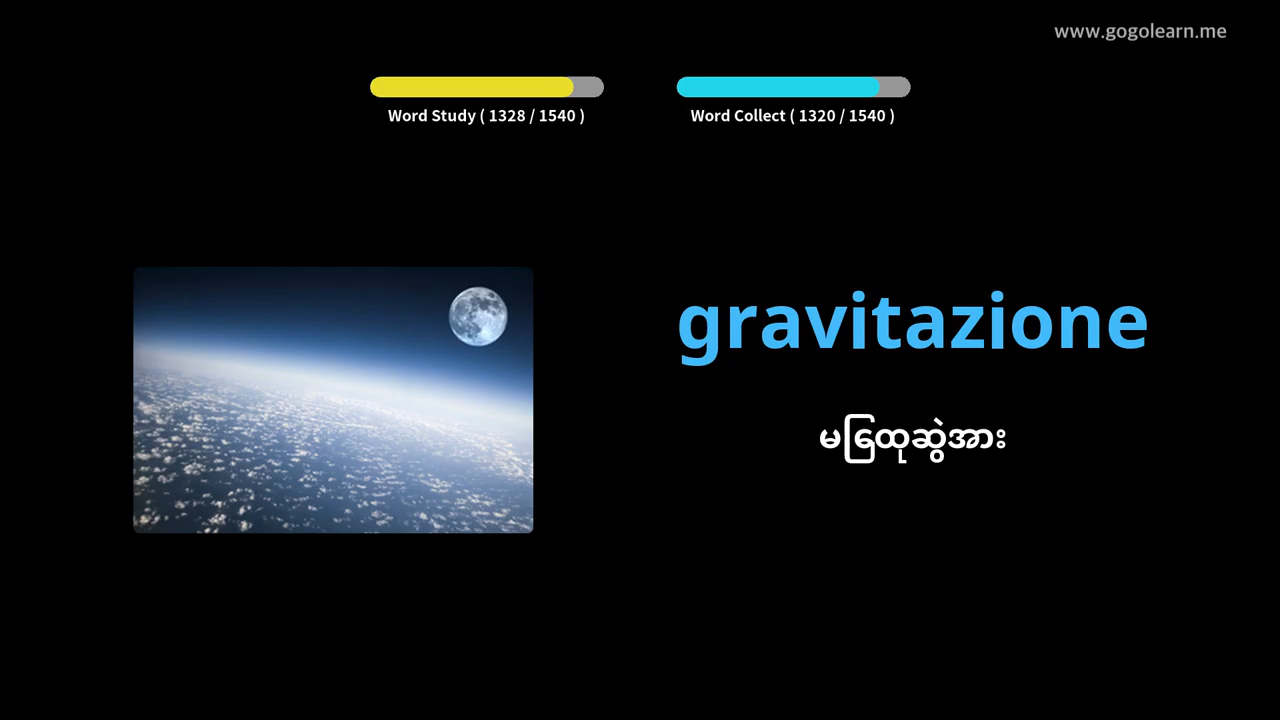 www.gogolearn.me
Word Study ( 1328 / 1540 )
Word Collect ( 1320 / 1540 )
gravitazione
မြေထုဆွဲအား